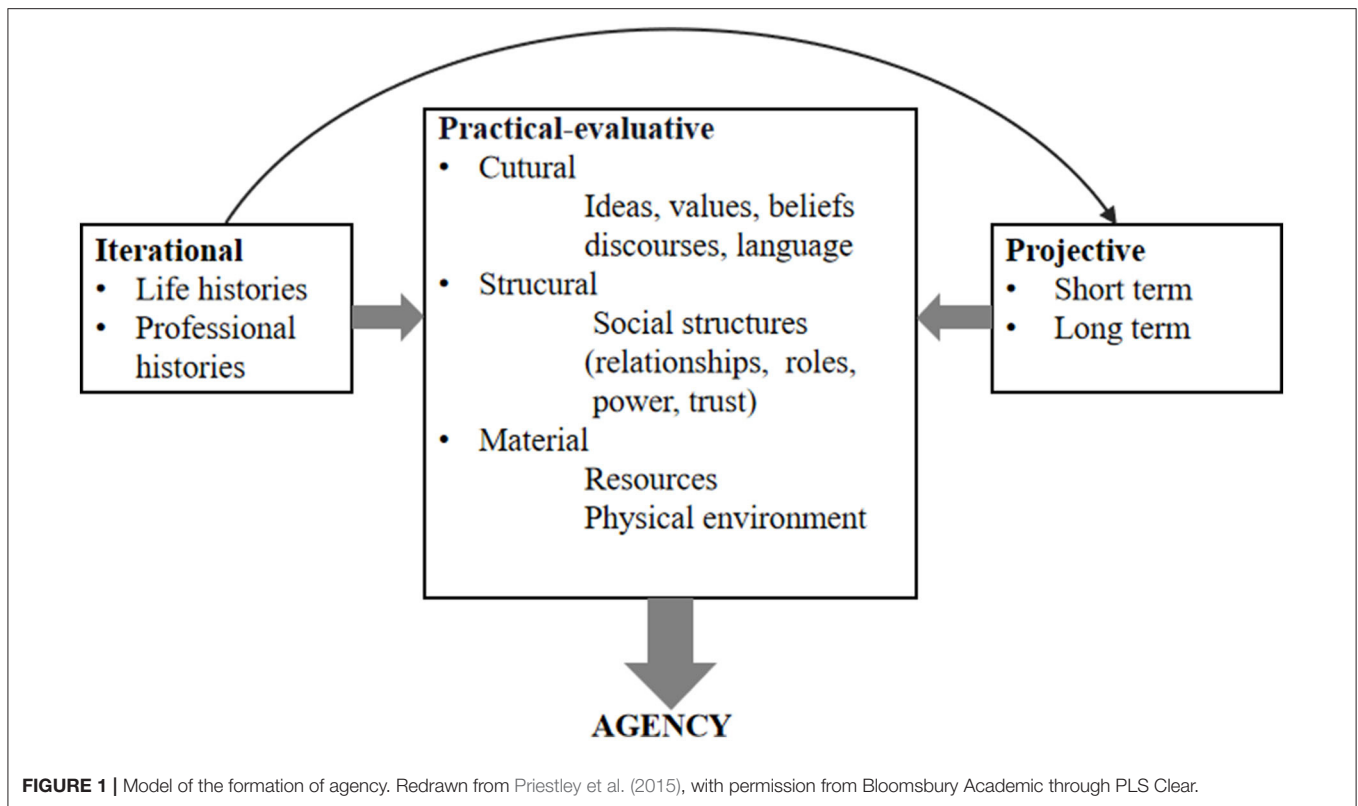 Practical-evaluative
• Cutural
Ideas, values, beliefs
discourses, language
• Strucural
Social structures
(relationships, roles,
power, trust)
• Material
Resources
Physical environment
Iterational
• Life histories
• Professional
histories
Projective
• Short term
• Long term
AGENCY
FIGURE 1 | Model of the formation of agency. Redrawn from Priestley et al. (2015), with permission from Bloomsbury Academic through PLS Clear.